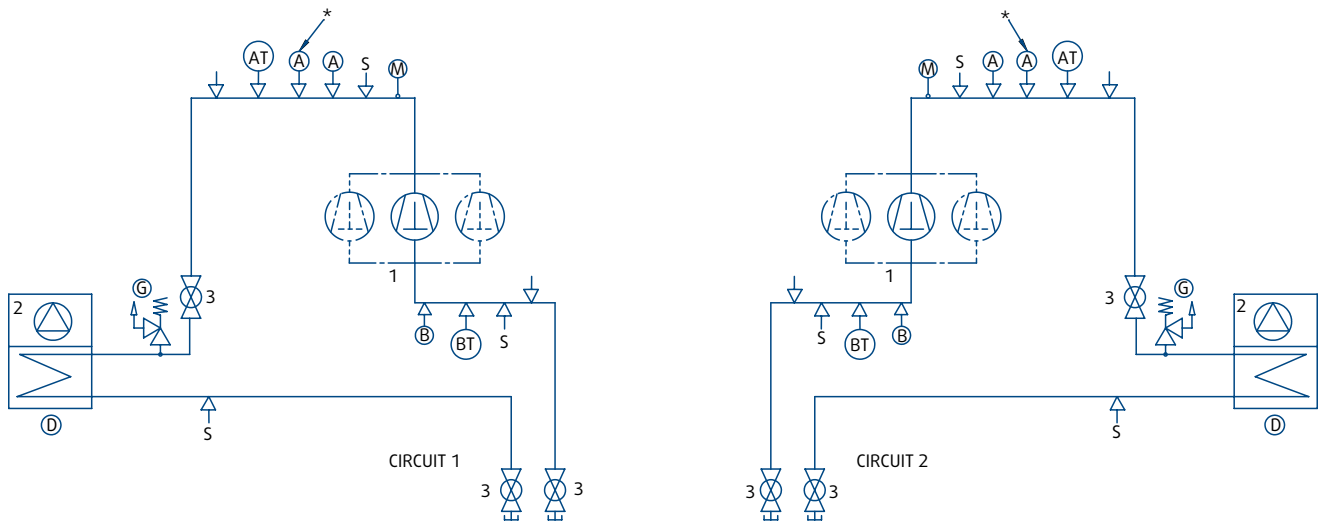 * *
AT A A S M M S A A AT
1 1
G 3 3 G
2 2
B BT S S BT B
D S S D
CIRCUIT 1 CIRCUIT 2
3 3 3 3